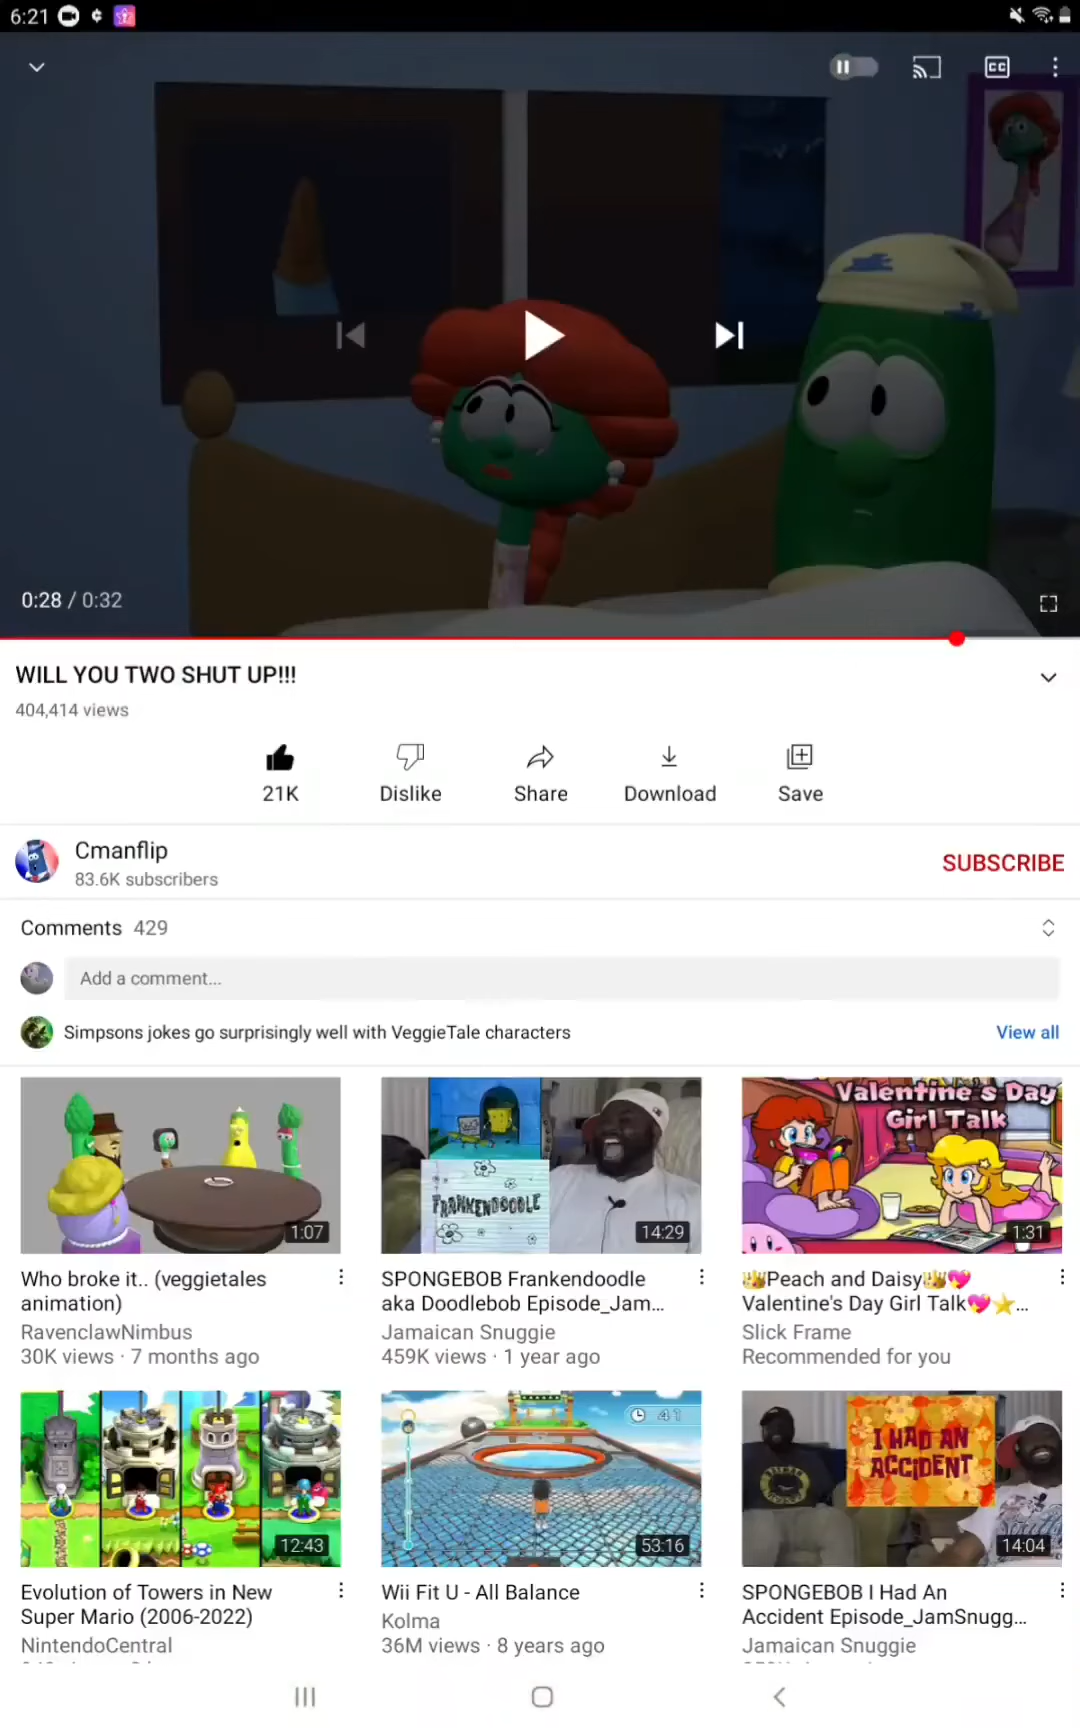 6:21
CC
0:28 / 0:32
WILL YOU TWO SHUT UP!!!
404,414 views
21K
Dislike
Share
Download
Save
Cmanflip
83.6K subscribers
SUBSCRIBE
Comments 429
Add a comment...
Simpsons jokes go surprisingly well with VeggieTale characters
View all
1:07
FRANKENDOODLE
14:29
Valentine's Day
Girl Talk
1:31
Who broke it.. (veggietales
animation)
RavenclawNimbus
30K views · 7 months ago
SPONGEBOB Frankendoodle
aka Doodlebob Episode_Jam...
Jamaican Snuggie
459K views · 1 year ago
👑Peach and Daisy👑💖
Valentine's Day Girl Talk💖⭐...
Slick Frame
Recommended for you
12:43
41
53:16
I HAD AN
ACCIDENT
14:04
Evolution of Towers in New
Super Mario (2006-2022)
NintendoCentral
Wii Fit U - All Balance
Kolma
36M views · 8 years ago
SPONGEBOB I Had An
Accident Episode_JamSnugg...
Jamaican Snuggie